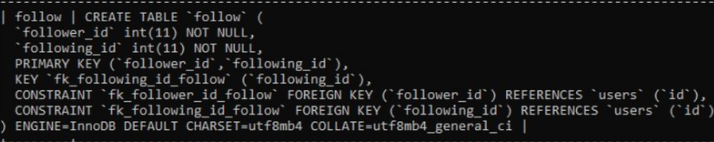 | follow | CREATE TABLE `follow` (
  `follower_id` int(11) NOT NULL,
  `following_id` int(11) NOT NULL,
  PRIMARY KEY (`follower_id`,`following_id`),
  KEY `fk_following_id_follow` (`following_id`),
  CONSTRAINT `fk_follower_id_follow` FOREIGN KEY (`follower_id`) REFERENCES `users` (`id`),
  CONSTRAINT `fk_following_id_follow` FOREIGN KEY (`following_id`) REFERENCES `users` (`id`)
) ENGINE=InnoDB DEFAULT CHARSET=utf8mb4 COLLATE=utf8mb4_general_ci |